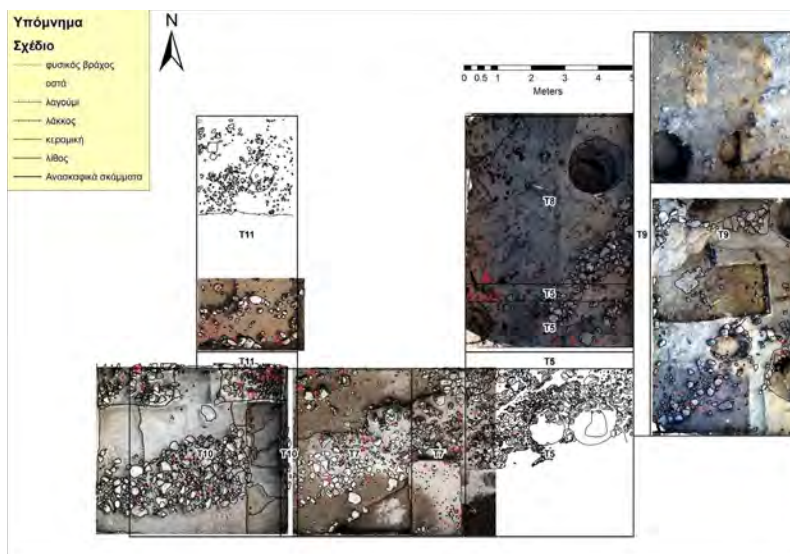 Υπόμνημα
Σχέδιο
φυσικός βράχος
οστά
λαγούμι
λάκκος
κεραμική
λίθος
Ανασκαφικά σκάμματα
N
0 0.5 1 2 3 4 5
Meters
T11
T8
T9
T9
T5
T5
T11
T5
T10
T10
T7
T7
T5